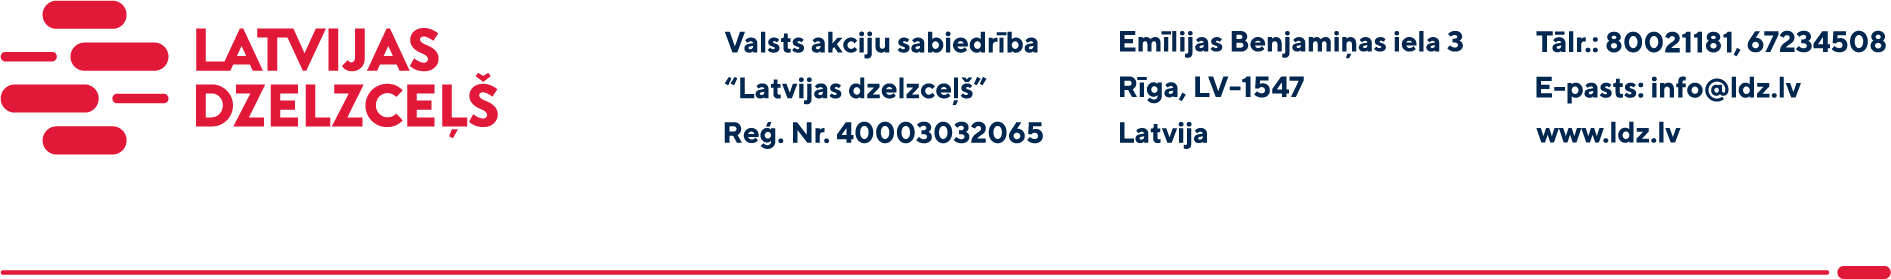 LATVIJAS
DZELZCEĻŠ
Valsts akciju sabiedrība
“Latvijas dzelzceļš”
Reģ. Nr. 40003032065
Emīlijas Benjamiņas iela 3
Rīga, LV-1547
Latvija
Tālr.: 80021181, 67234508
E-pasts: info@ldz.lv
www.ldz.lv